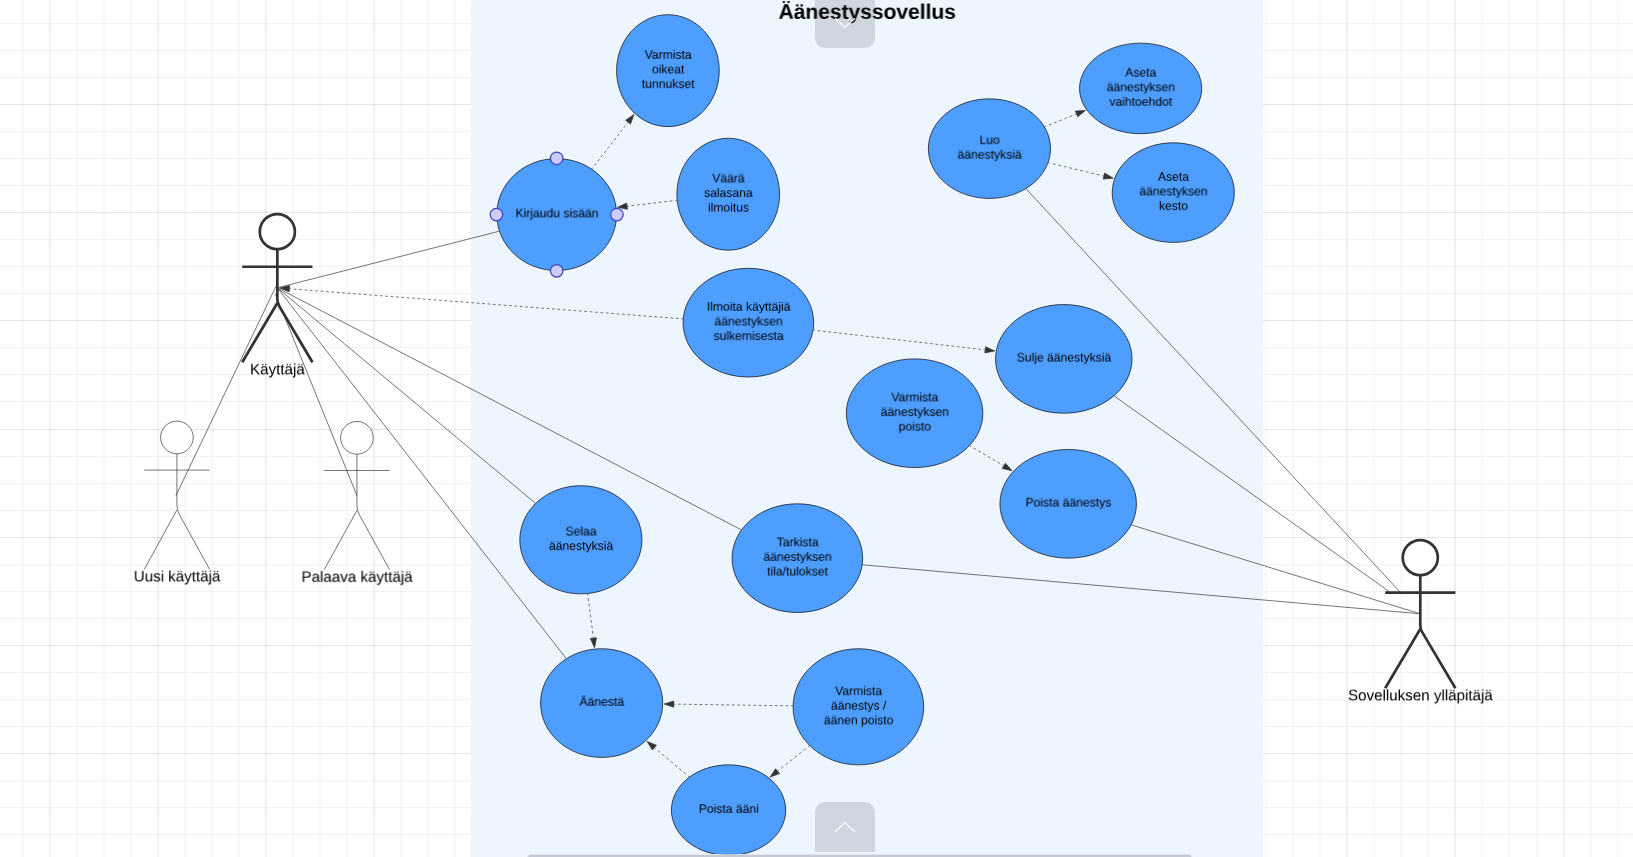 Äänestyssovellus
Varmista
oikeat
tunnukset
Aseta
äänestyksen
vaihtoehdot
Luo
äänestyksiä
Väärä
salasana
ilmoitus
Aseta
äänestyksen
kesto
Kirjaudu sisään
Ilmoita käyttäjiä
äänestyksen
sulkemisesta
Sulje äänestyksiä
Käyttäjä
Varmista
äänestyksen
poisto
Poista äänestys
Selaa
äänestyksiä
Tarkista
äänestyksen
tila/tulokset
Uusi käyttäjä
Palaava käyttäjä
Sovelluksen ylläpitäjä
Äänestä
Varmista
äänestys /
äänen poisto
Poista ääni